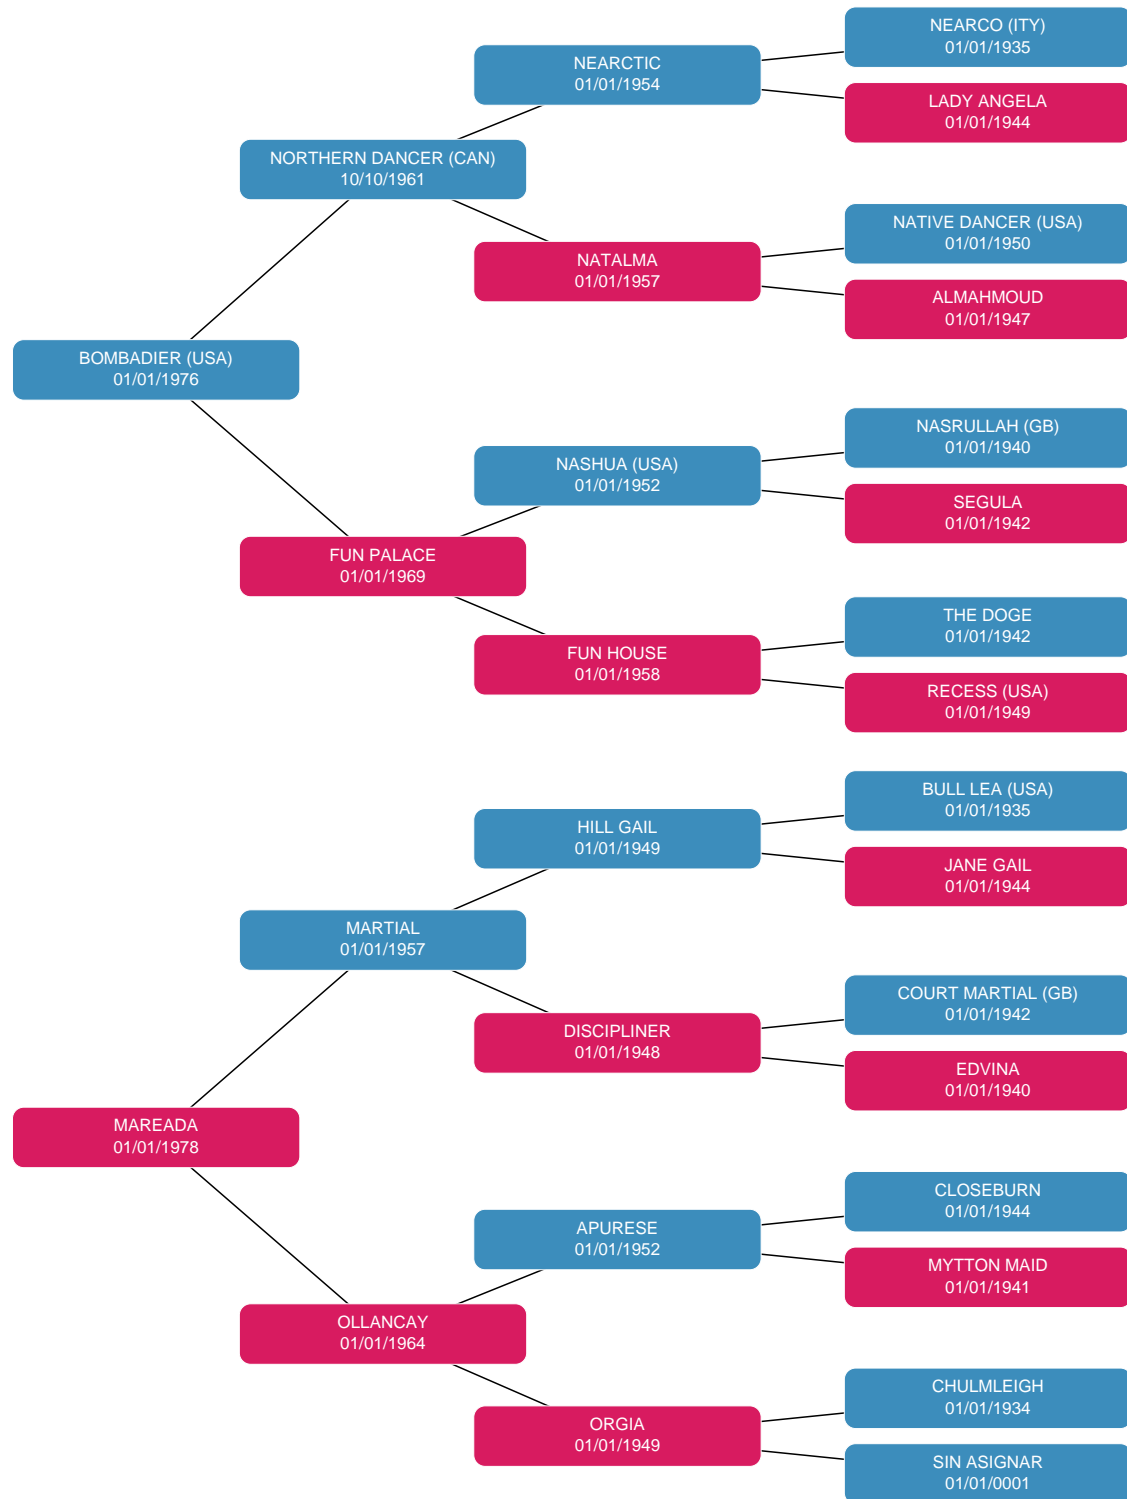 NEARCO (ITY)
01/01/1935
NEARCTIC
01/01/1954
LADY ANGELA
01/01/1944
NORTHERN DANCER (CAN)
10/10/1961
NATIVE DANCER (USA)
01/01/1950
NATALMA
01/01/1957
ALMAHMOUD
01/01/1947
BOMBADIER (USA)
01/01/1976
NASRULLAH (GB)
01/01/1940
NASHUA (USA)
01/01/1952
SEGULA
01/01/1942
FUN PALACE
01/01/1969
THE DOGE
01/01/1942
FUN HOUSE
01/01/1958
RECESS (USA)
01/01/1949
BULL LEA (USA)
01/01/1935
HILL GAIL
01/01/1949
JANE GAIL
01/01/1944
MARTIAL
01/01/1957
COURT MARTIAL (GB)
01/01/1942
DISCIPLINER
01/01/1948
EDVINA
01/01/1940
MAREADA
01/01/1978
CLOSEBURN
01/01/1944
APURESE
01/01/1952
MYTTON MAID
01/01/1941
OLLANCAY
01/01/1964
CHULMLEIGH
01/01/1934
ORGIA
01/01/1949
SIN ASIGNAR
01/01/0001